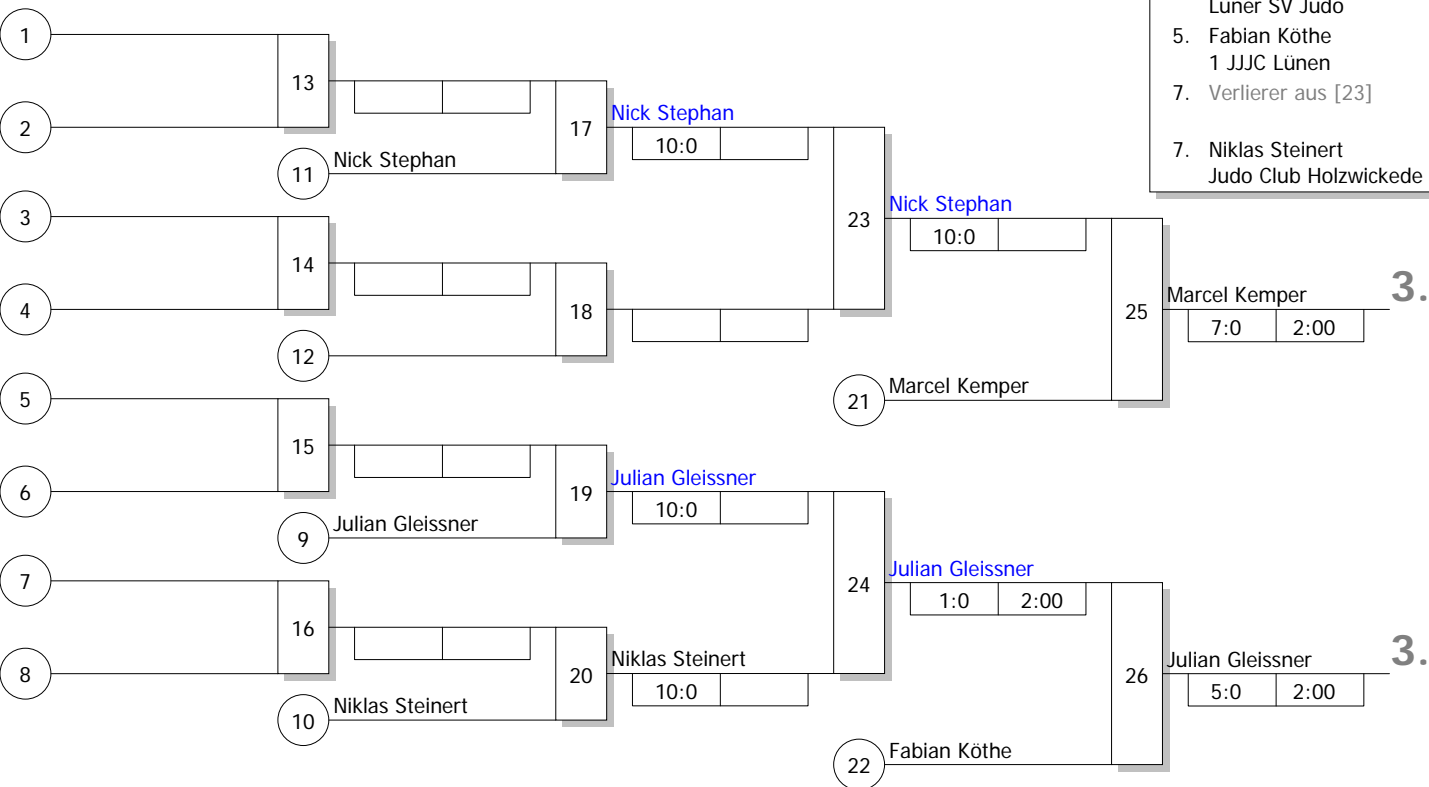 Lüner SV Judo
5. Fabian Köthe
1 JJJC Lünen
7. Verlierer aus [23]
7. Niklas Steinert
Judo Club Holzwickede
1
13
2
17
Nick Stephan
10:0
11
Nick Stephan
3
23
Nick Stephan
10:0
14
4
18
12
25
Marcel Kemper
3.
7:0 2:00
21
Marcel Kemper
5
15
6
19
Julian Gleissner
10:0
9
Julian Gleissner
7
24
Julian Gleissner
1:0 2:00
16
8
20
Niklas Steinert
10:0
10
Niklas Steinert
26
Julian Gleissner
3.
5:0 2:00
22
Fabian Köthe